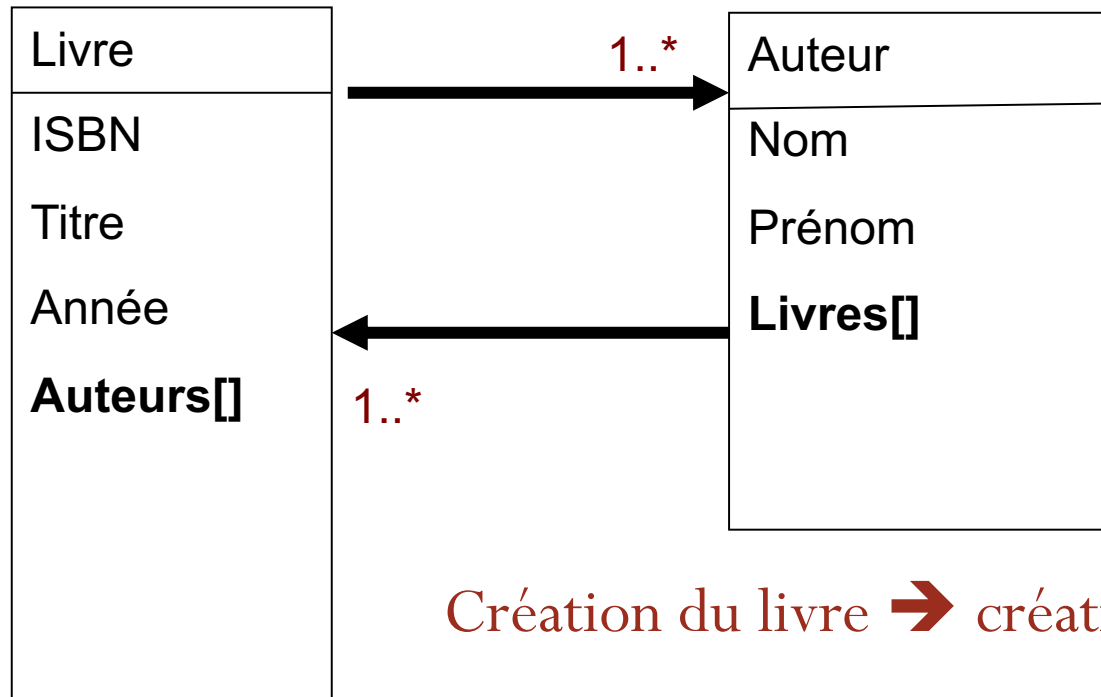 Livre
ISBN
Titre
Année
Auteurs[]
1..*
1..*
Auteur
Nom
Prénom
Livres[]
Création du livre ➔